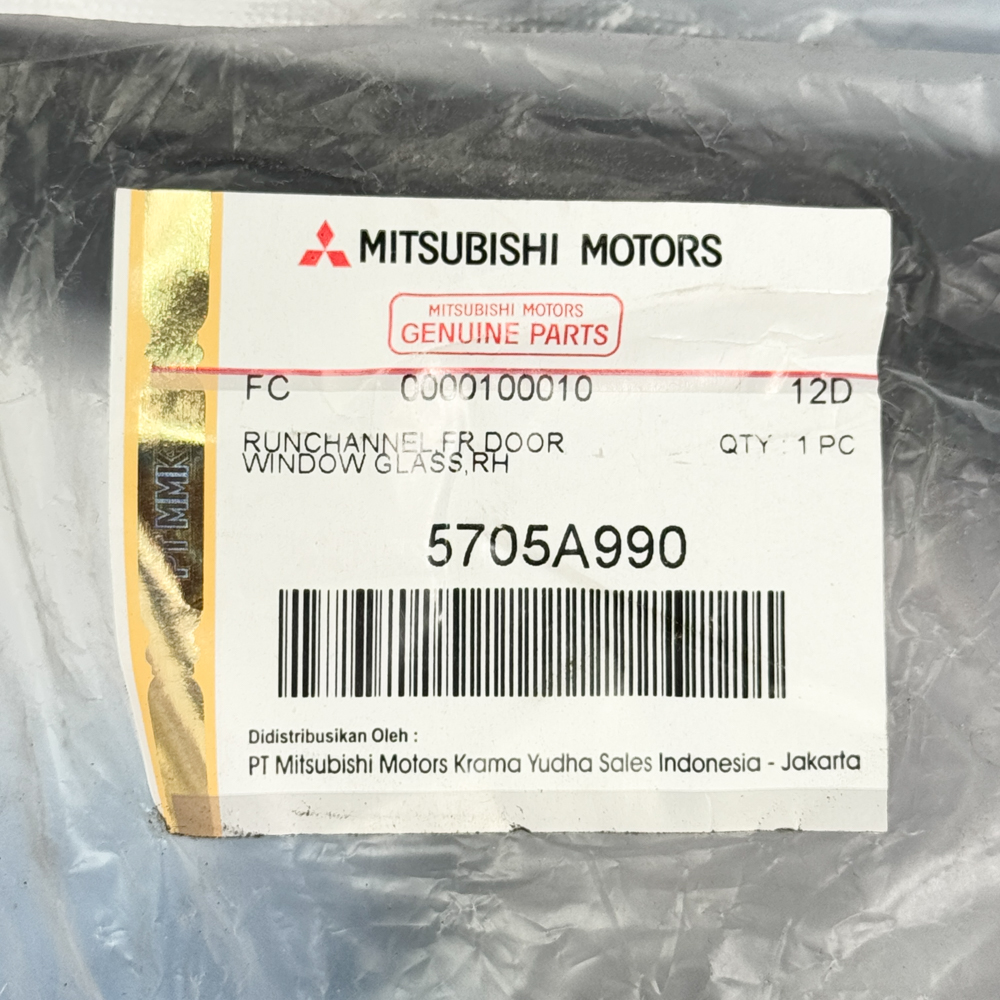 MITSUBISHI MOTORS
MITSUBISHI MOTORS
GENUINE PARTS
FC 0000100010 12D
RUNCHANNEL,FR DOOR QTY : 1 PC
WINDOW GLASS,RH
5705A990
PT MMK
Didistribusikan Oleh :
PT Mitsubishi Motors Krama Yudha Sales Indonesia - Jakarta